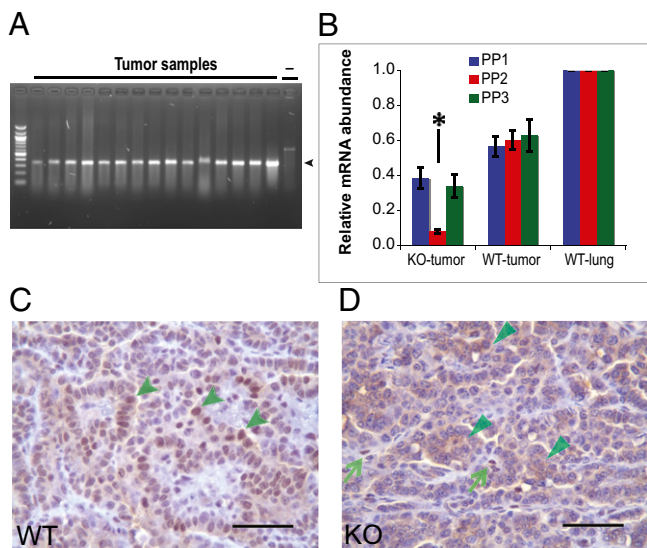 A
Tumor samples
–
B
Relative mRNA abundance
1.0
0.8
0.6
0.4
0.2
0.0
PP1
PP2
PP3
*
KO-tumor
WT-tumor
WT-lung
C
WT
D
KO